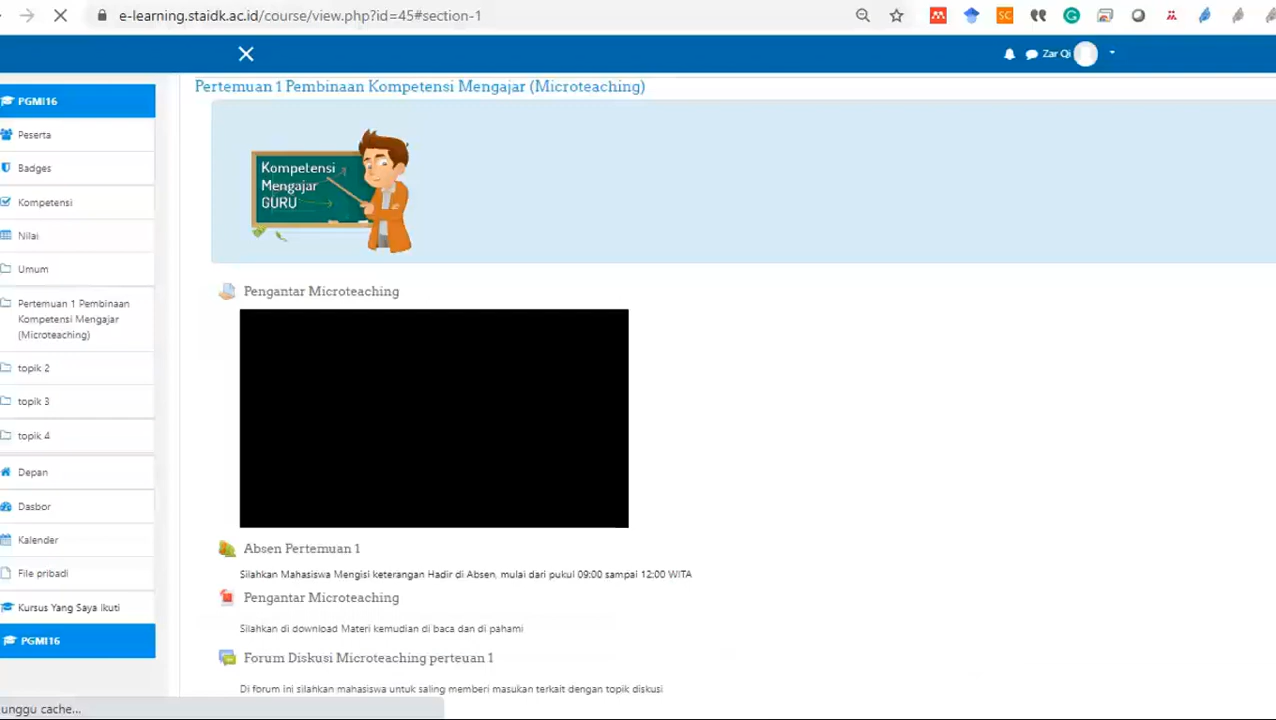 e-learning.staidk.ac.id/course/view.php?id=45#section-1
SC
Zar Qi
PGMI16
Peserta
Badges
Kompetensi
Nilai
Umum
Pertemuan 1 Pembinaan
Kompetensi Mengajar
(Microteaching)
topik 2
topik 3
topik 4
Depan
Dasbor
Kalender
File pribadi
Kursus Yang Saya Ikuti
PGMI16
Pertemuan 1 Pembinaan Kompetensi Mengajar (Microteaching)
Kompetensi
Mengajar
GURU
Pengantar Microteaching
Absen Pertemuan 1
Silahkan Mahasiswa Mengisi keterangan Hadir di Absen, mulai dari pukul 09:00 sampai 12:00 WITA
Pengantar Microteaching
Silahkan di download Materi kemudian di baca dan di pahami
Forum Diskusi Microteaching perteuan 1
Di forum ini silahkan mahasiswa untuk saling memberi masukan terkait dengan topik diskusi
unggu cache...